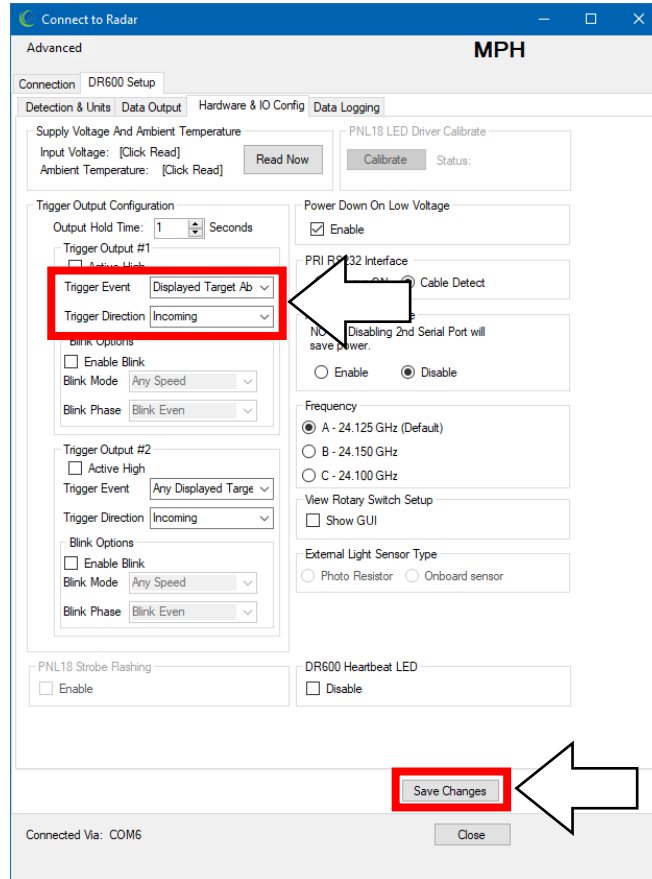 Connect to Radar
Advanced
MPH
Connection DR600 Setup
Detection & Units Data Output Hardware & IO Config Data Logging
Supply Voltage And Ambient Temperature
Input Voltage: [Click Read]
Ambient Temperature: [Click Read]
Read Now
PNL18 LED Driver Calibrate
Calibrate Status:
Trigger Output Configuration
Output Hold Time: 1 Seconds
Trigger Output #1
Active High
Trigger Event Displayed Target Ab
Trigger Direction Incoming
Blink Options
Enable Blink
Blink Mode Any Speed
Blink Phase Blink Even
Trigger Output #2
Active High
Trigger Event Any Displayed Targe
Trigger Direction Incoming
Blink Options
Enable Blink
Blink Mode Any Speed
Blink Phase Blink Even
Power Down On Low Voltage
Enable
PRI RS232 Interface
Cable Detect
Disabling 2nd Serial Port will
save power.
Enable Disable
Frequency
A - 24.125 GHz (Default)
B - 24.150 GHz
C - 24.100 GHz
View Rotary Switch Setup
Show GUI
External Light Sensor Type
Photo Resistor Onboard sensor
PNL18 Strobe Flashing
Enable
DR600 Heartbeat LED
Disable
Save Changes
Connected Via: COM6
Close